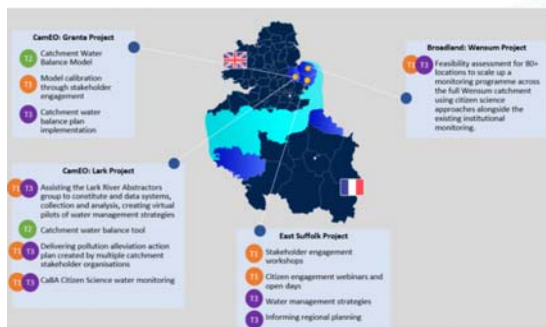 CamEO: Granta Project
T2
Catchment Water
Balance Model
T1
Model calibration
through stakeholder
engagement
T3
Catchment water
balance plan
implementation
Broadland: Wensum Project
T1 T3
Feasibility assessment for 80+
locations to scale up a
monitoring programme across
the full Wensum catchment
using citizen science
approaches alongside the
existing institutional
monitoring.
CamEO: Lark Project
T1 T3
Assisting the Lark River Abstractors
group to constitute and data systems,
collection and analysis, creating virtual
pilots of water management strategies
T2
Catchment water balance tool
T1 T3
Delivering pollution alleviation action
plan created by multiple catchment
stakeholder organisations
T1 T3
CaBA Citizen Science water monitoring
East Suffolk Project
T1
Stakeholder engagement
workshops
T1
Citizen engagement webinars and
open days
T3
Water management strategies
T3
Informing regional planning